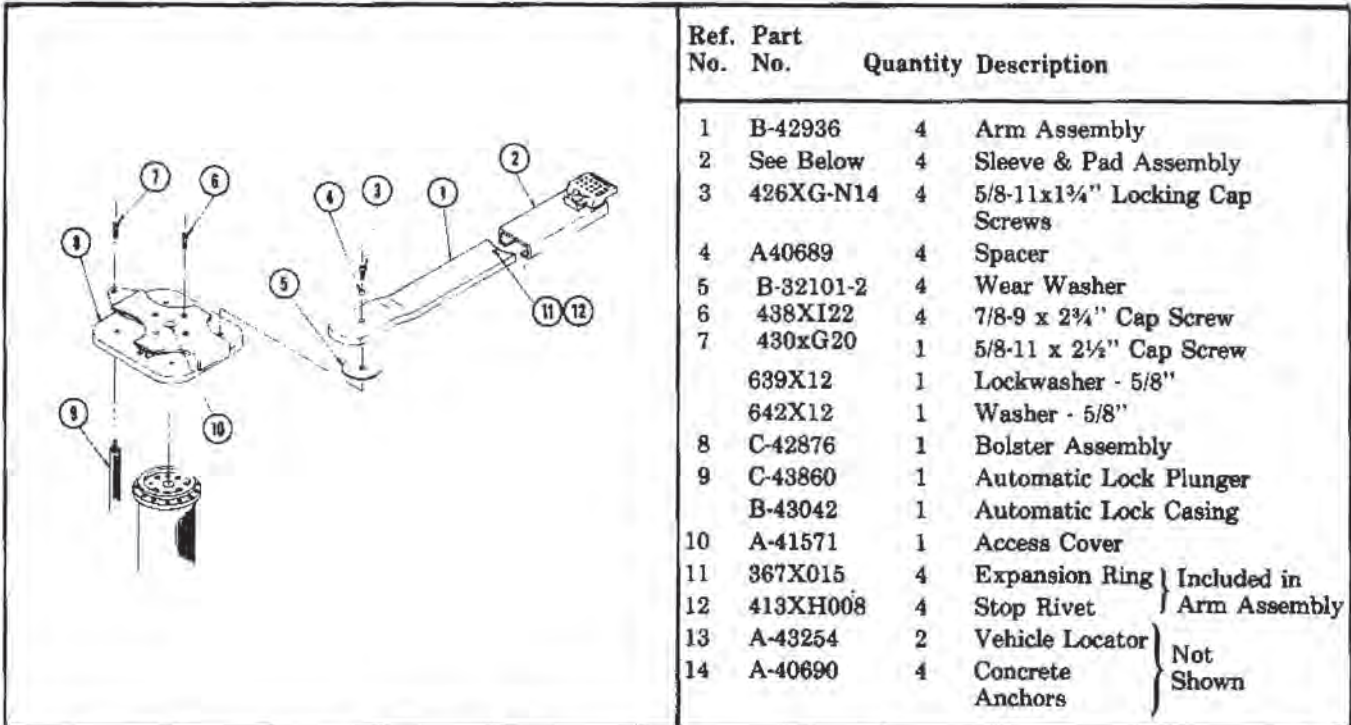 7
6
8
4
3
1
2
5
11 12
9
10
Ref. Part
No. No. Quantity Description
1 B-42936 4 Arm Assembly
2 See Below 4 Sleeve & Pad Assembly
3 426XG-N14 4 5/8-11x1¾" Locking Cap
Screws
4 A40689 4 Spacer
5 B-32101-2 4 Wear Washer
6 438XI22 4 7/8-9 x 2¾" Cap Screw
7 430xG20 1 5/8-11 x 2½" Cap Screw
639X12 1 Lockwasher - 5/8"
642X12 1 Washer - 5/8"
8 C-42876 1 Bolster Assembly
9 C-43860 1 Automatic Lock Plunger
B-43042 1 Automatic Lock Casing
10 A-41571 1 Access Cover
11 367X015 4 Expansion Ring } Included in
12 413XH008 4 Stop Rivet } Arm Assembly
13 A-43254 2 Vehicle Locator } Not
14 A-40690 4 Concrete } Shown
Anchors